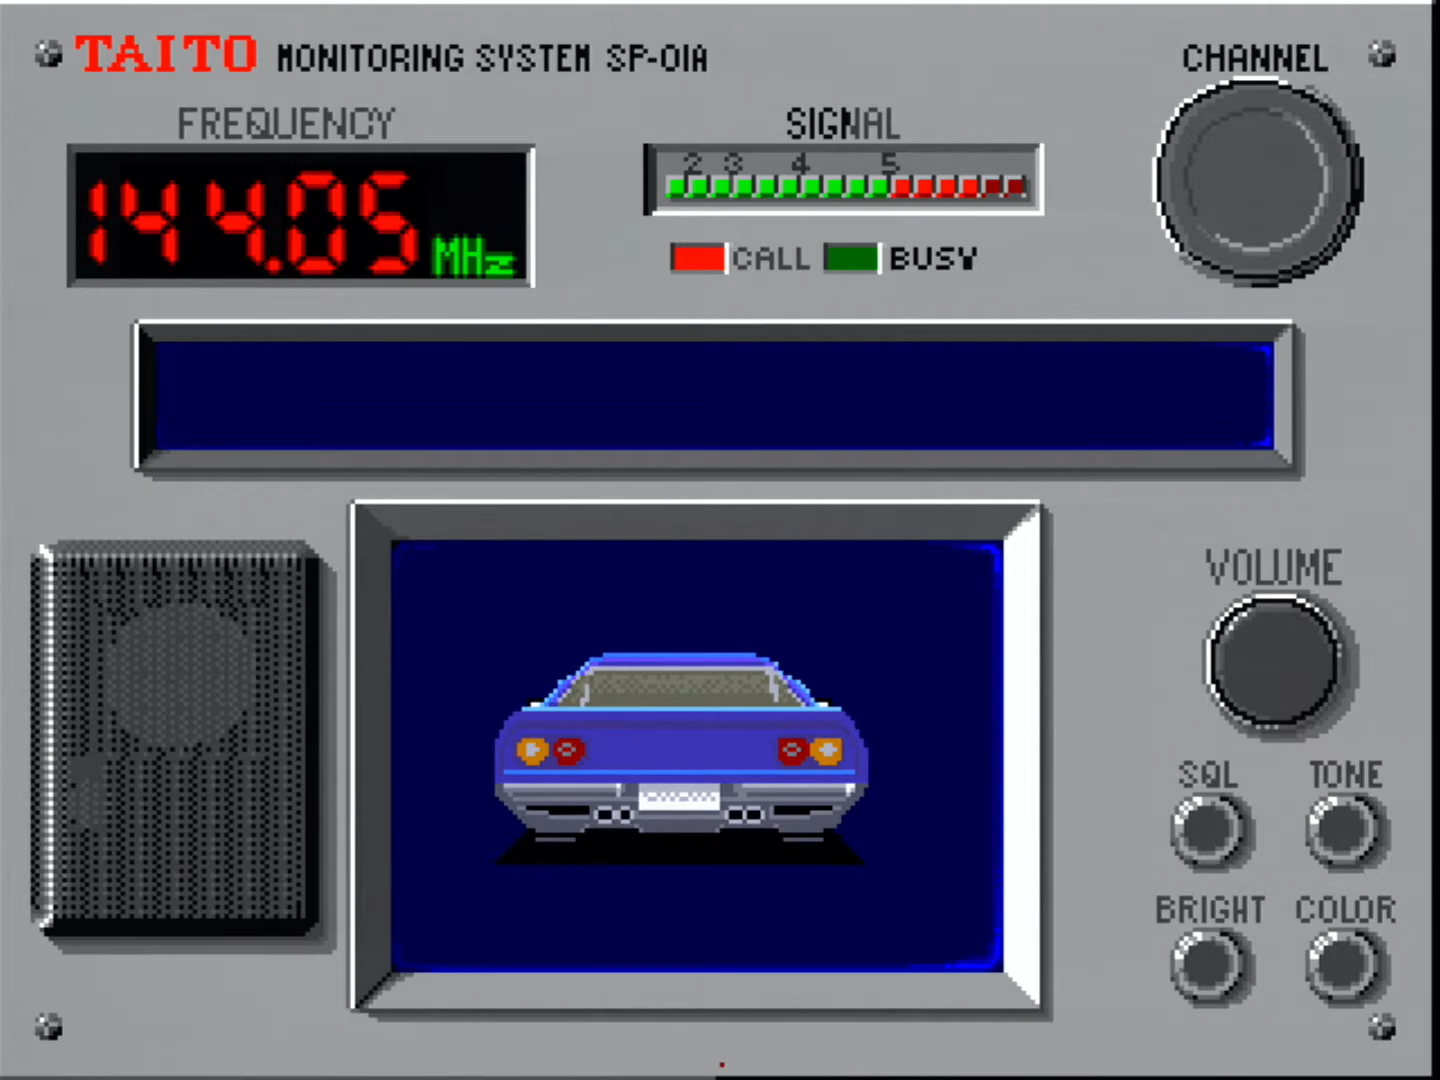 TAITO MONITORING SYSTEM SP-01A
CHANNEL
FREQUENCY
SIGNAL
144.05 MHz
2 3 4 5
CALL BUSY
VOLUME
SQL TONE
BRIGHT COLOR